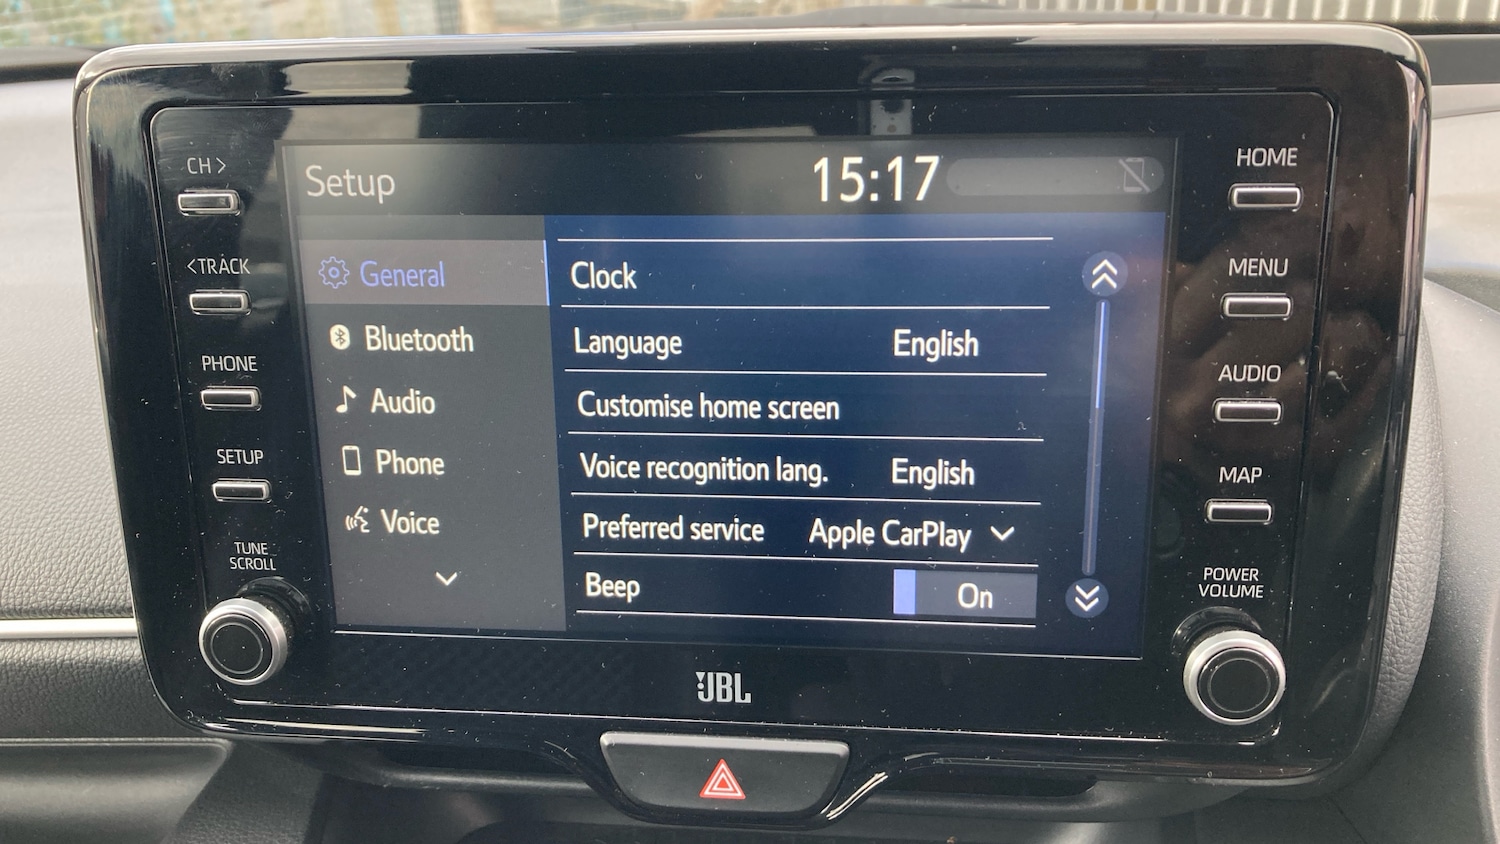 CH >
<TRACK
PHONE
SETUP
TUNE
SCROLL
Setup
15:17
General
Bluetooth
Audio
Phone
Voice
Clock
Language English
Customise home screen
Voice recognition lang. English
Preferred service Apple CarPlay
Beep On
HOME
MENU
AUDIO
MAP
POWER
VOLUME
JBL